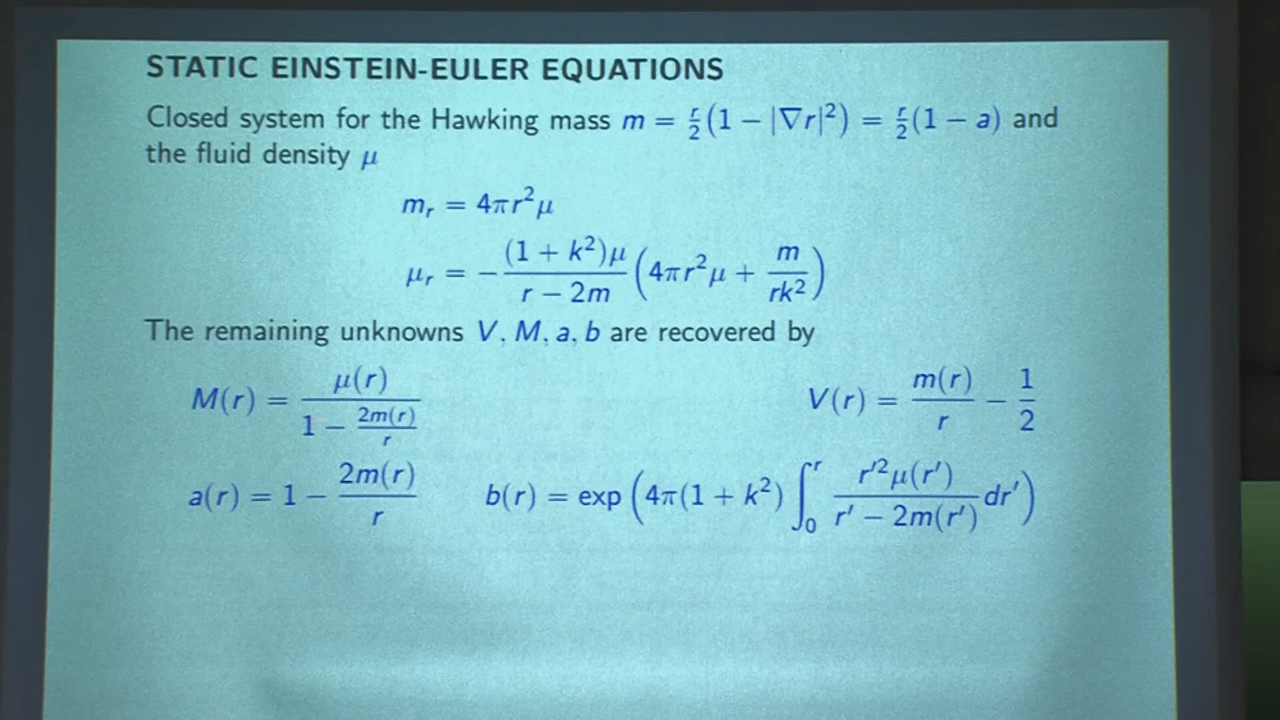 STATIC EINSTEIN-EULER EQUATIONS
Closed system for the Hawking mass m = r/2 (1 − |∇r|²) = r/2 (1 − a) and
the fluid density μ
m_r = 4πr²μ
μ_r = − (1 + k²)μ / (r − 2m) (4πr²μ + m / (rk²))
The remaining unknowns V, M, a, b are recovered by
M(r) = μ(r) / (1 − 2m(r)/r) V(r) = m(r)/r − 1/2
a(r) = 1 − 2m(r)/r b(r) = exp (4π(1 + k²) ∫₀^r r'²μ(r') / (r' − 2m(r')) dr')